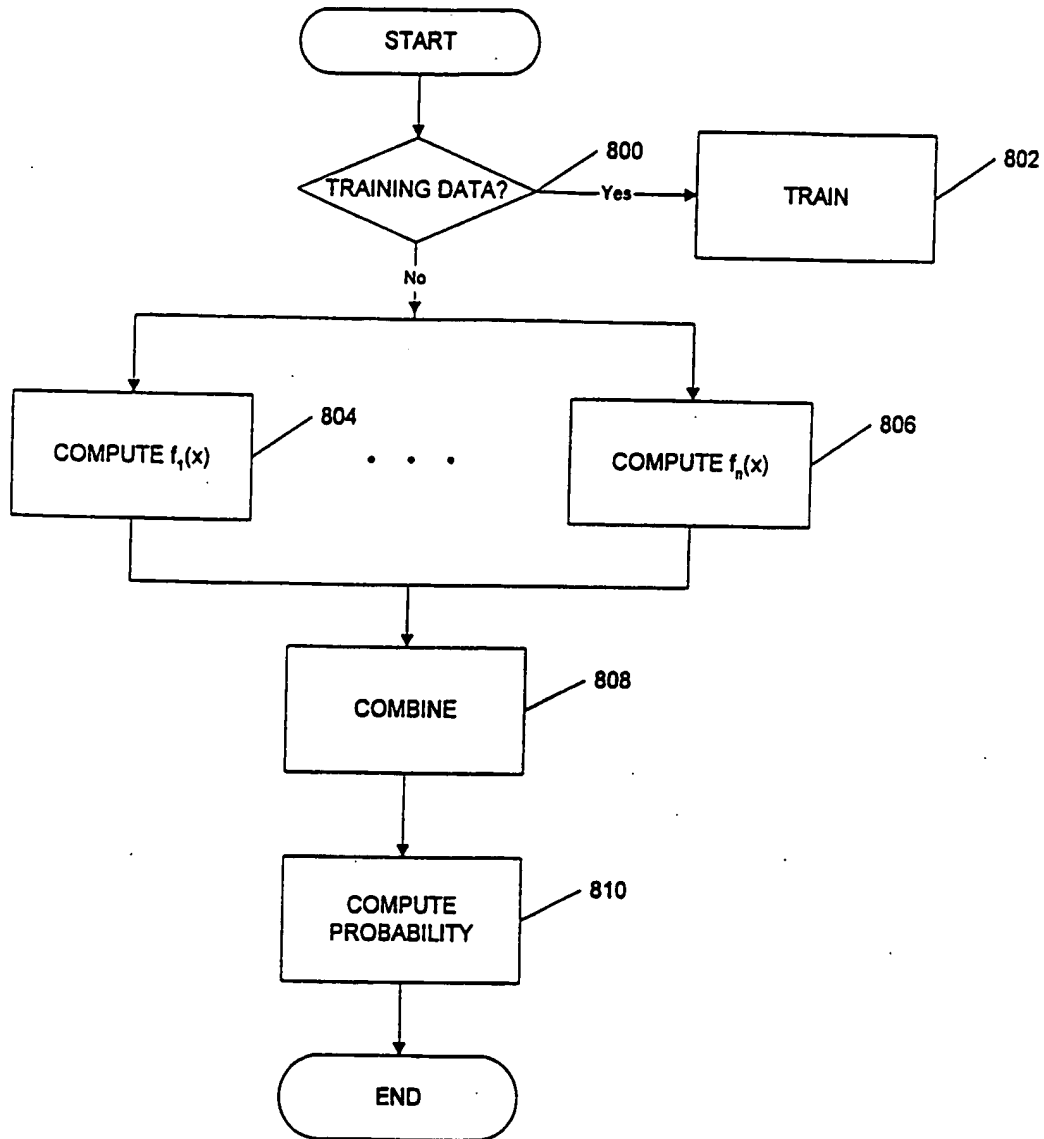 START
800
802
TRAINING DATA?
Yes
TRAIN
No
804
806
COMPUTE f₁(x)
. . .
COMPUTE fₙ(x)
808
COMBINE
810
COMPUTE
PROBABILITY
END